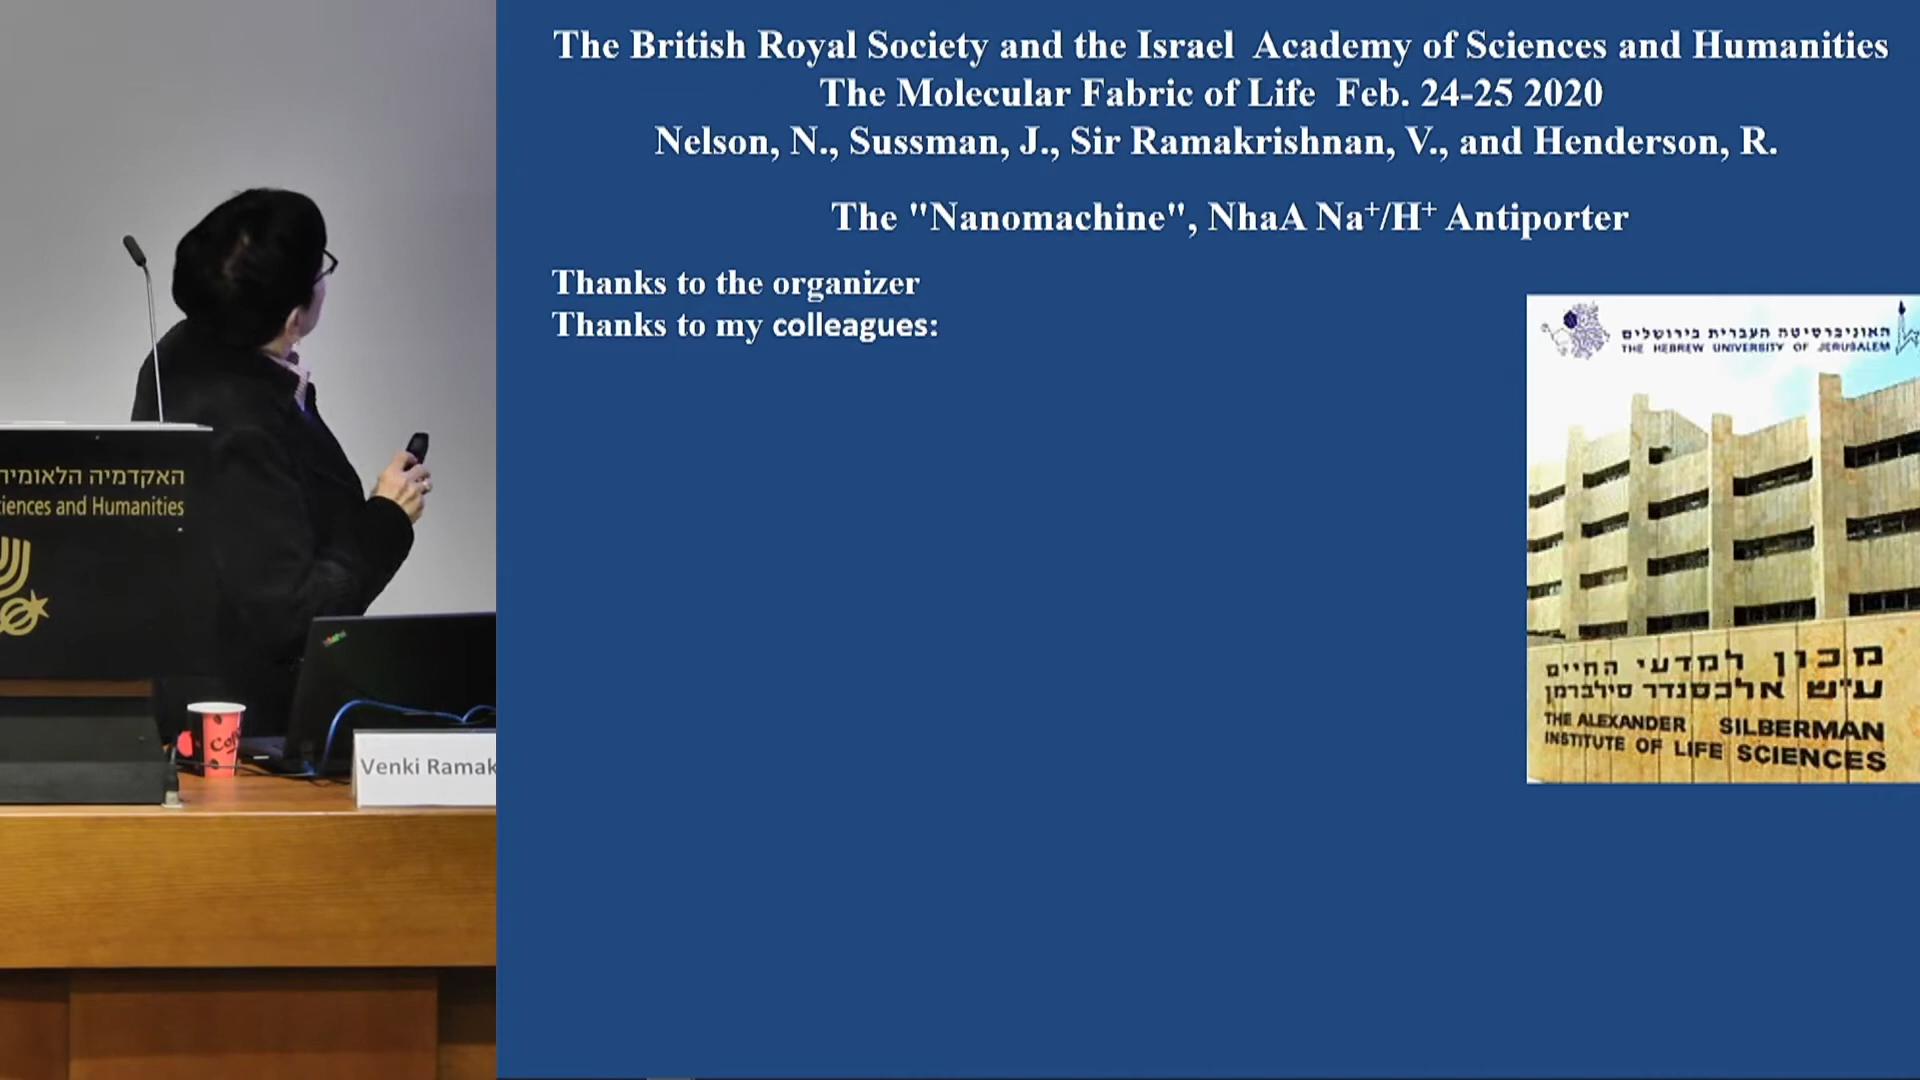 The British Royal Society and the Israel Academy of Sciences and Humanities
The Molecular Fabric of Life Feb. 24-25 2020
Nelson, N., Sussman, J., Sir Ramakrishnan, V., and Henderson, R.
The "Nanomachine", NhaA Na⁺/H⁺ Antiporter
Thanks to the organizer
Thanks to my colleagues:
האוניברסיטה העברית בירושלים
THE HEBREW UNIVERSITY OF JERUSALEM
מכון למדעי החיים
ע"ש אלכסנדר סילברמן
THE ALEXANDER SILBERMAN
INSTITUTE OF LIFE SCIENCES
האקדמיה הלאומית
ciences and Humanities
Venki Ramak